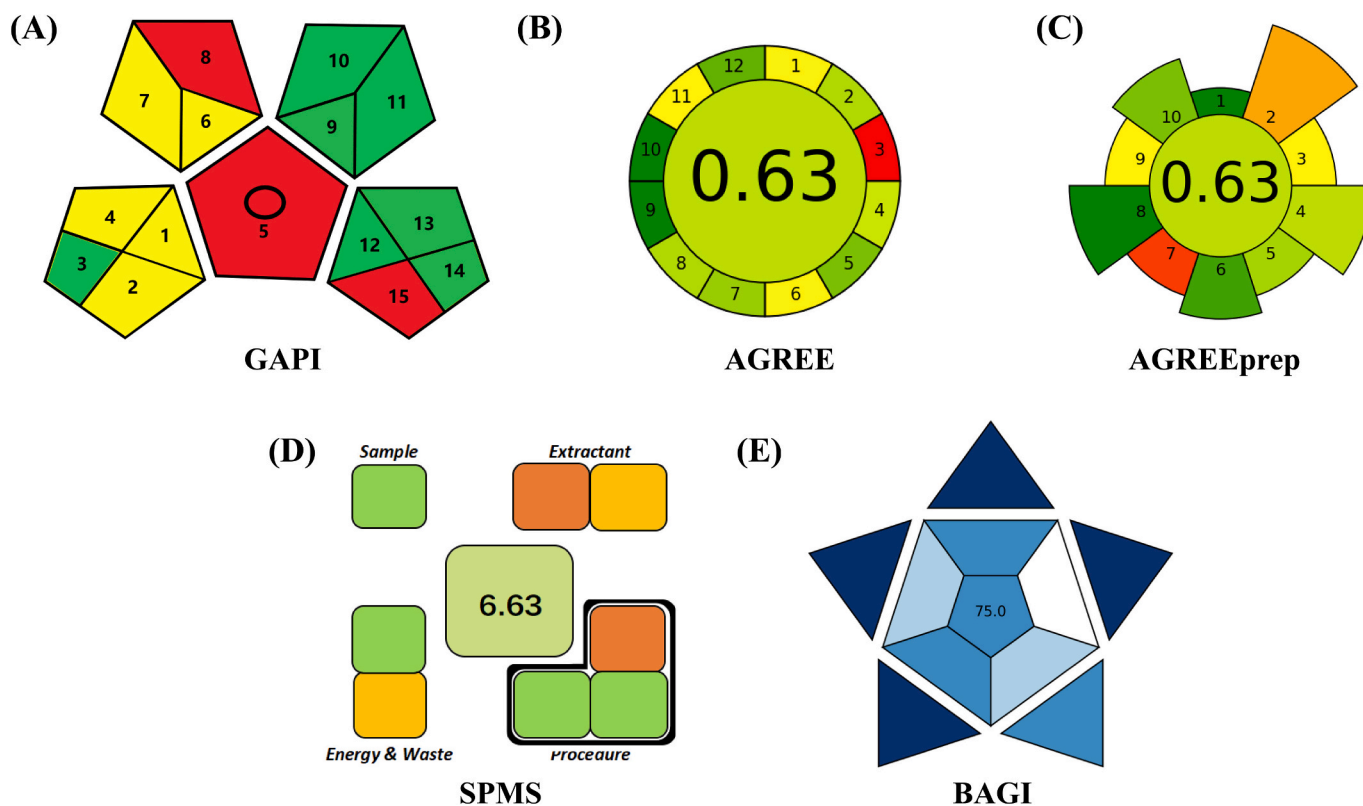 (A)
8
7
6
10
11
9
4
1
3
2
5
13
12
14
15
GAPI
(B)
12
1
11
2
10
3
0.63
9
4
8
5
7
6
AGREE
(C)
1
2
10
9
3
0.63
8
4
7
5
6
AGREEprep
(D)
Sample
Extractant
6.63
Energy & Waste
Procedure
SPMS
(E)
75.0
BAGI